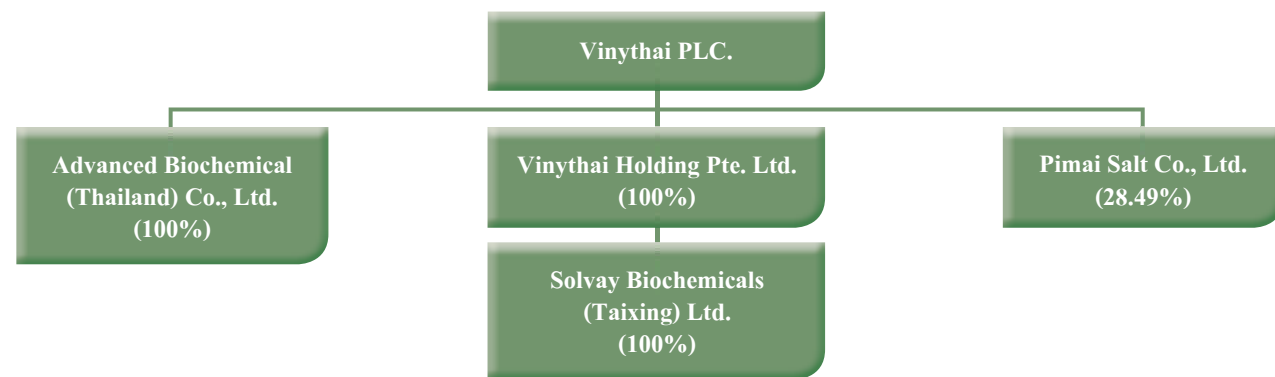 Vinythai PLC.
Advanced Biochemical
(Thailand) Co., Ltd.
(100%)
Vinythai Holding Pte. Ltd.
(100%)
Pimai Salt Co., Ltd.
(28.49%)
Solvay Biochemicals
(Taixing) Ltd.
(100%)